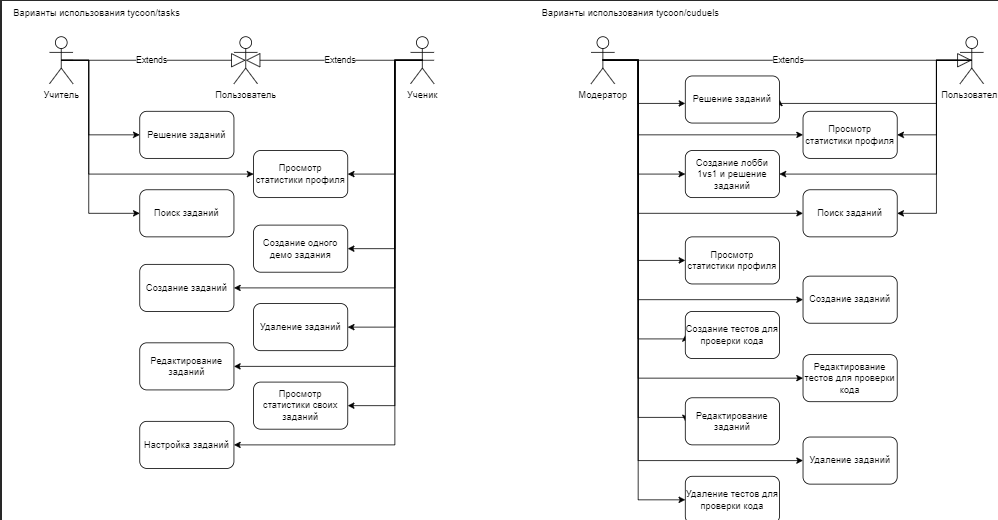 Варианты использования tycoon/tasks
Extends
Extends
Учитель
Пользователь
Ученик
Решение заданий
Просмотр
статистики профиля
Поиск заданий
Создание одного
демо задания
Создание заданий
Удаление заданий
Редактирование
заданий
Просмотр
статистики своих
заданий
Настройка заданий
Варианты использования tycoon/cuduels
Extends
Модератор
Пользовател
Решение заданий
Просмотр
статистики профиля
Создание лобби
1vs1 и решение
заданий
Поиск заданий
Просмотр
статистики профиля
Создание заданий
Создание тестов для
проверки кода
Редактирование
тестов для проверки
кода
Редактирование
заданий
Удаление заданий
Удаление тестов для
проверки кода